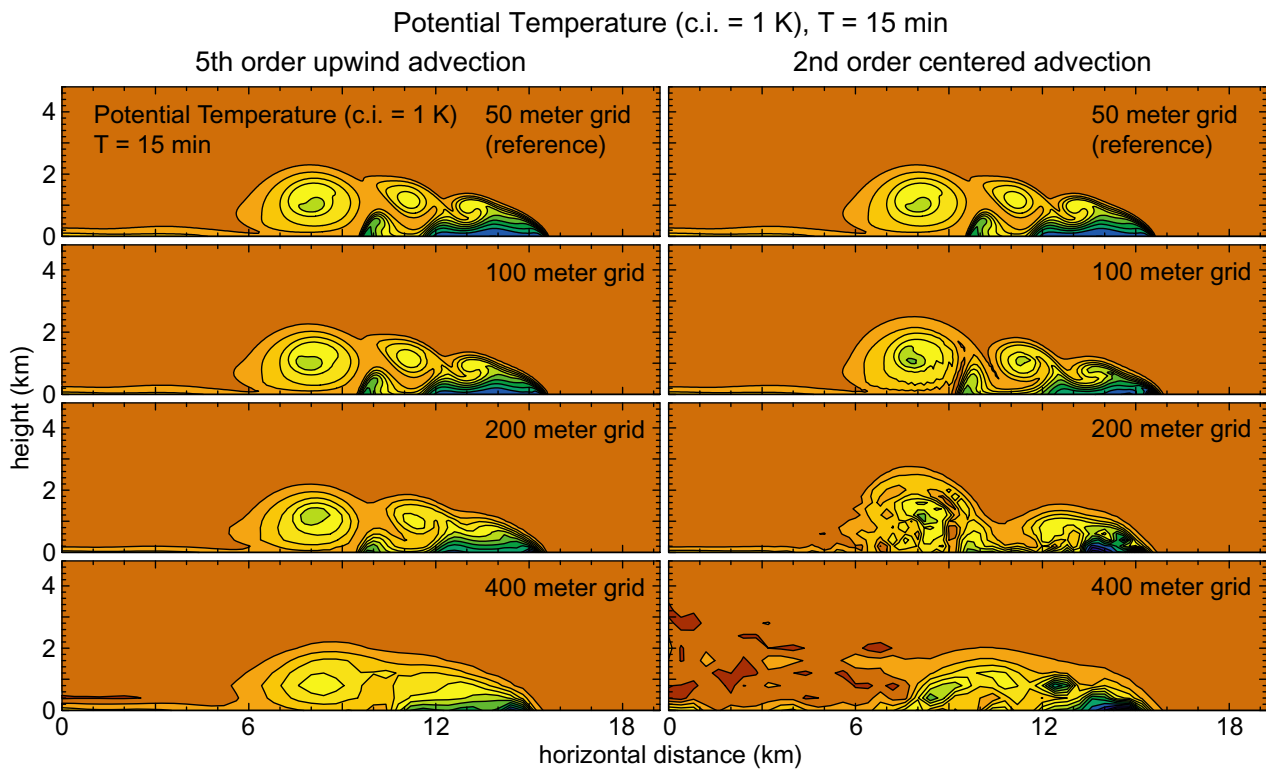 Potential Temperature (c.i. = 1 K), T = 15 min
5th order upwind advection
2nd order centered advection
Potential Temperature (c.i. = 1 K)
T = 15 min
50 meter grid
(reference)
50 meter grid
(reference)
4
2
0
100 meter grid
100 meter grid
4
2
0
200 meter grid
200 meter grid
4
2
0
400 meter grid
400 meter grid
4
2
0
height (km)
0 6 12 18
0 6 12 18
horizontal distance (km)